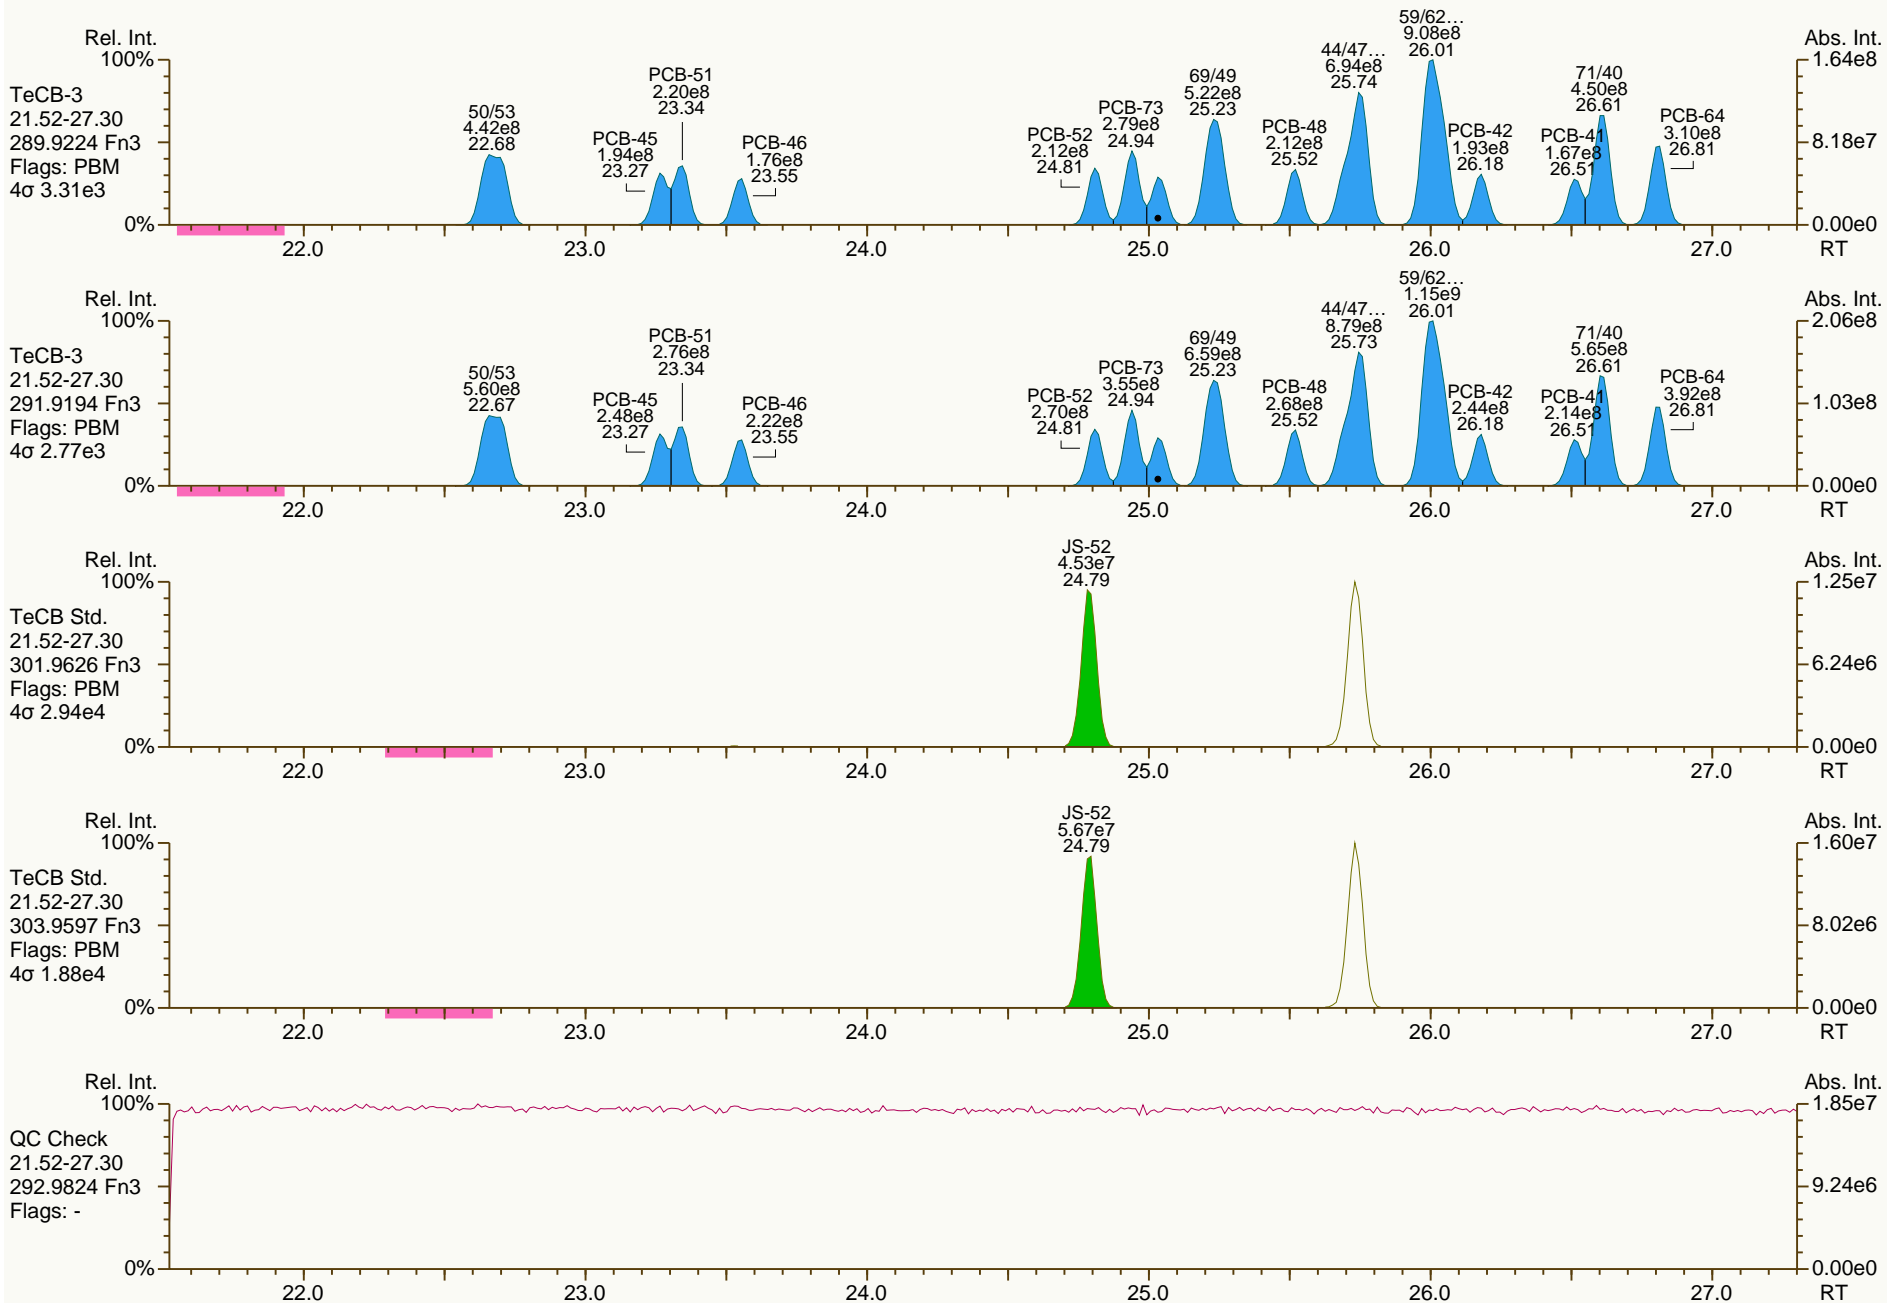 Rel. Int.
100%
0%
TeCB-3
21.52-27.30
289.9224 Fn3
Flags: PBM
4σ 3.31e3
50/53
4.42e8
22.68
PCB-45
1.94e8
23.27
PCB-51
2.20e8
23.34
PCB-46
1.76e8
23.55
PCB-52
2.12e8
24.81
PCB-73
2.79e8
24.94
69/49
5.22e8
25.23
PCB-48
2.12e8
25.52
44/47...
6.94e8
25.74
59/62...
9.08e8
26.01
PCB-42
1.93e8
26.18
PCB-41
1.67e8
26.51
71/40
4.50e8
26.61
PCB-64
3.10e8
26.81
Abs. Int.
1.64e8
8.18e7
0.00e0
22.0 23.0 24.0 25.0 26.0 27.0 RT
Rel. Int.
100%
0%
TeCB-3
21.52-27.30
291.9194 Fn3
Flags: PBM
4σ 2.77e3
50/53
5.60e8
22.67
PCB-45
2.48e8
23.27
PCB-51
2.76e8
23.34
PCB-46
2.22e8
23.55
PCB-52
2.70e8
24.81
PCB-73
3.55e8
24.94
69/49
6.59e8
25.23
PCB-48
2.68e8
25.52
44/47...
8.79e8
25.73
59/62...
1.15e9
26.01
PCB-42
2.44e8
26.18
PCB-41
2.14e8
26.51
71/40
5.65e8
26.61
PCB-64
3.92e8
26.81
Abs. Int.
2.06e8
1.03e8
0.00e0
22.0 23.0 24.0 25.0 26.0 27.0 RT
Rel. Int.
100%
0%
TeCB Std.
21.52-27.30
301.9626 Fn3
Flags: PBM
4σ 2.94e4
JS-52
4.53e7
24.79
Abs. Int.
1.25e7
6.24e6
0.00e0
22.0 23.0 24.0 25.0 26.0 27.0 RT
Rel. Int.
100%
0%
TeCB Std.
21.52-27.30
303.9597 Fn3
Flags: PBM
4σ 1.88e4
JS-52
5.67e7
24.79
Abs. Int.
1.60e7
8.02e6
0.00e0
22.0 23.0 24.0 25.0 26.0 27.0 RT
Rel. Int.
100%
0%
QC Check
21.52-27.30
292.9824 Fn3
Flags: -
Abs. Int.
1.85e7
9.24e6
0.00e0
22.0 23.0 24.0 25.0 26.0 27.0 RT